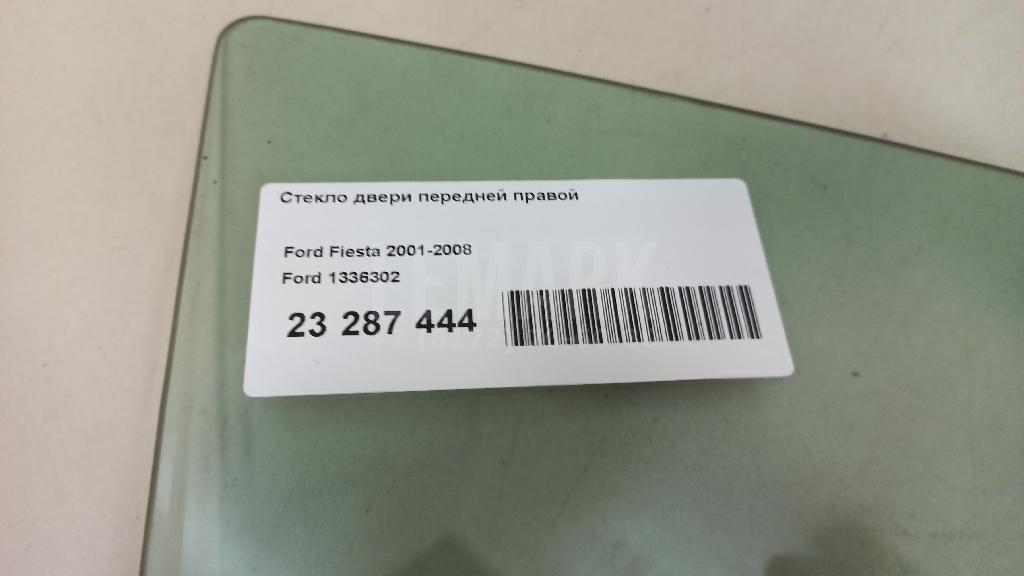 Стекло двери передней правой
Ford Fiesta 2001-2008
Ford 1336302
23 287 444